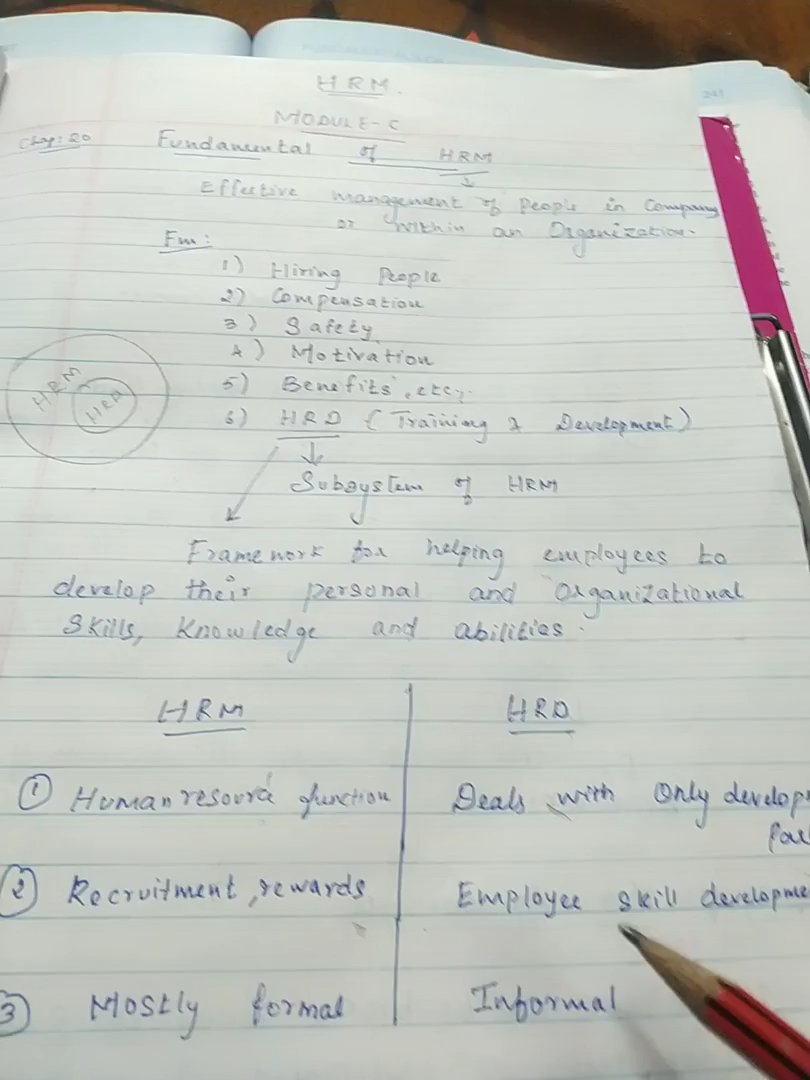 HRM.
MODULE-C
Chap: 20
Fundamental of HRM
Effective management of People in Company
or within an Organization.
Fun:
1) Hiring People
2) Compensation
3) Safety
4) Motivation
5) Benefits, etc;
HRM
HRD
6) HRD (Training & Development)
Subsystem of HRM
Framework for helping employees to
develop their personal and organizational
Skills, Knowledge and abilities.
HRM HRD
① Human resource function Deals with Only develop
② Recruitment, rewards Employee skill developme
③ Mostly formal Informal